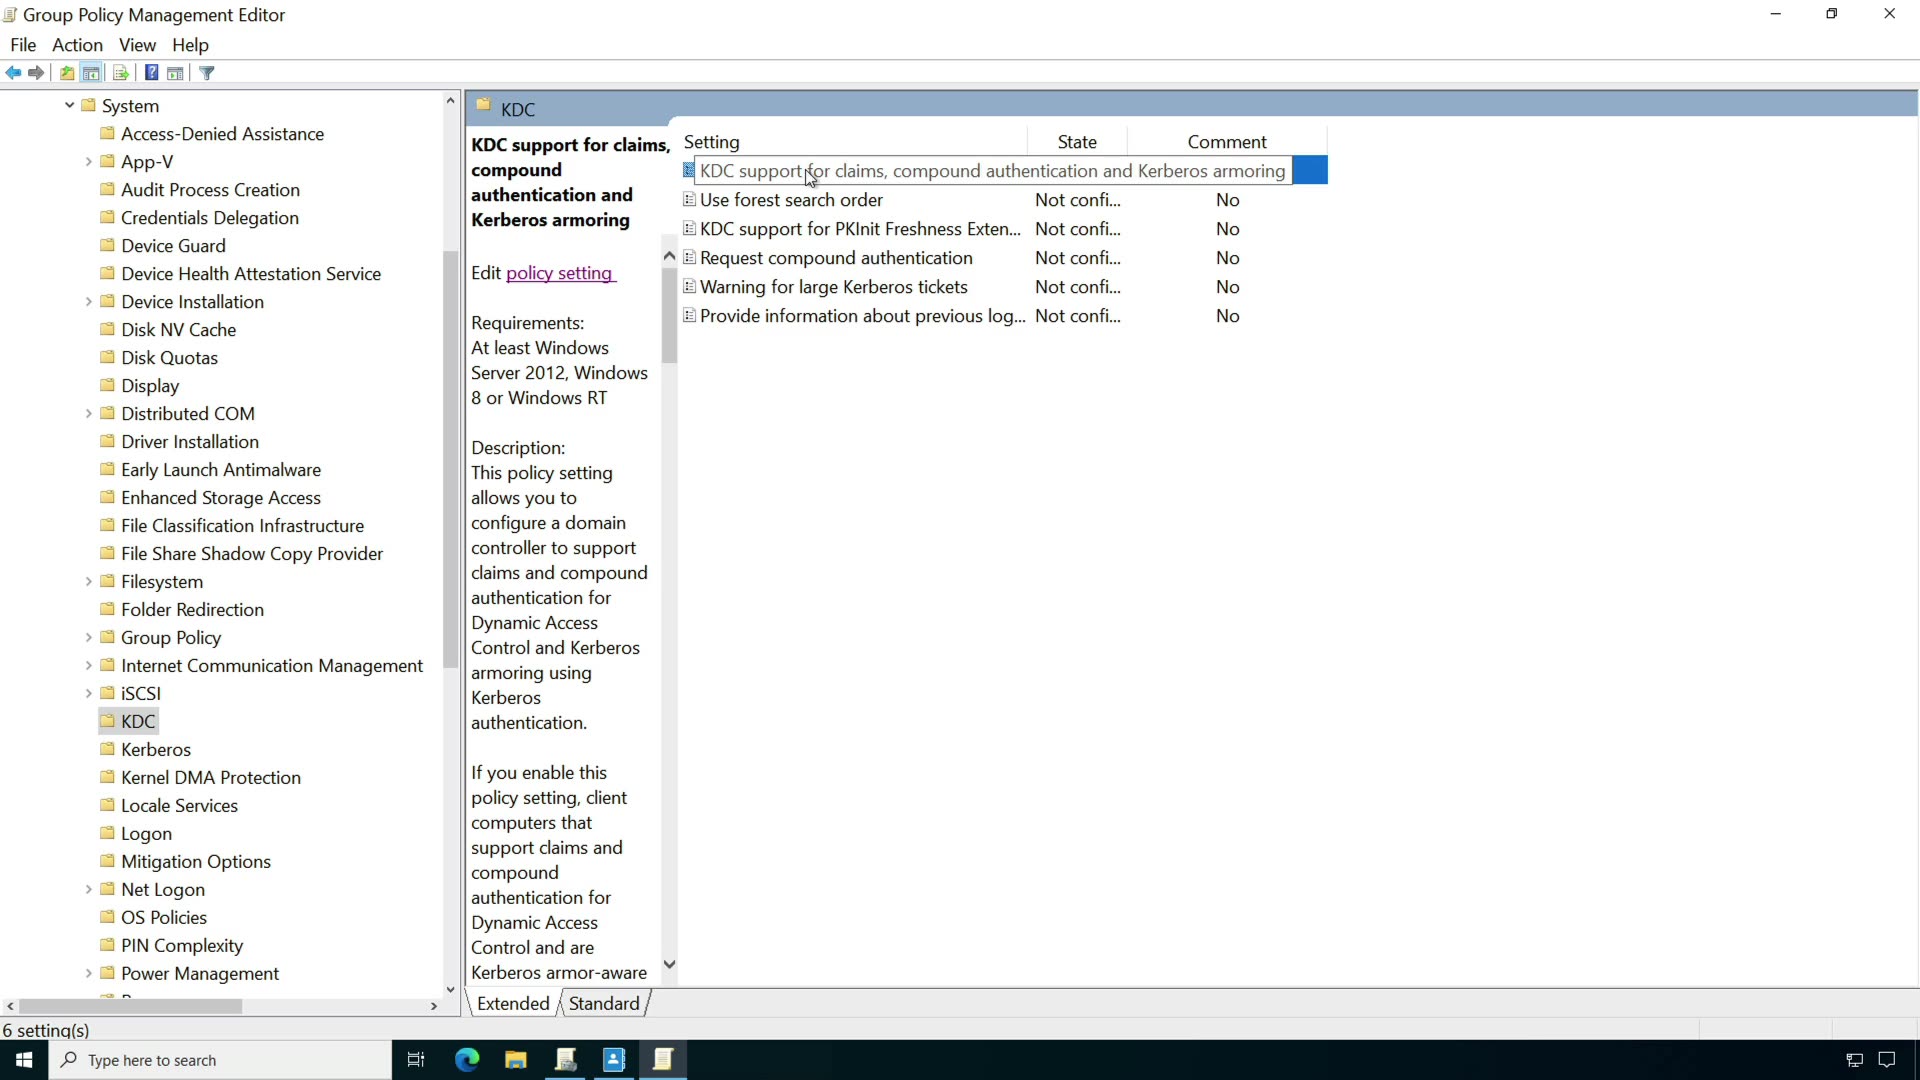 Group Policy Management Editor
File Action View Help
System
Access-Denied Assistance
App-V
Audit Process Creation
Credentials Delegation
Device Guard
Device Health Attestation Service
Device Installation
Disk NV Cache
Disk Quotas
Display
Distributed COM
Driver Installation
Early Launch Antimalware
Enhanced Storage Access
File Classification Infrastructure
File Share Shadow Copy Provider
Filesystem
Folder Redirection
Group Policy
Internet Communication Management
iSCSI
KDC
Kerberos
Kernel DMA Protection
Locale Services
Logon
Mitigation Options
Net Logon
OS Policies
PIN Complexity
Power Management
KDC
KDC support for claims,
compound
authentication and
Kerberos armoring
Edit policy setting
Requirements:
At least Windows
Server 2012, Windows
8 or Windows RT
Description:
This policy setting
allows you to
configure a domain
controller to support
claims and compound
authentication for
Dynamic Access
Control and Kerberos
armoring using
Kerberos
authentication.
If you enable this
policy setting, client
computers that
support claims and
compound
authentication for
Dynamic Access
Control and are
Kerberos armor-aware
Setting State Comment
KDC support for claims, compound authentication and Kerberos armoring
Use forest search order Not confi... No
KDC support for PKInit Freshness Exten... Not confi... No
Request compound authentication Not confi... No
Warning for large Kerberos tickets Not confi... No
Provide information about previous log... Not confi... No
Extended Standard
6 setting(s)
Type here to search